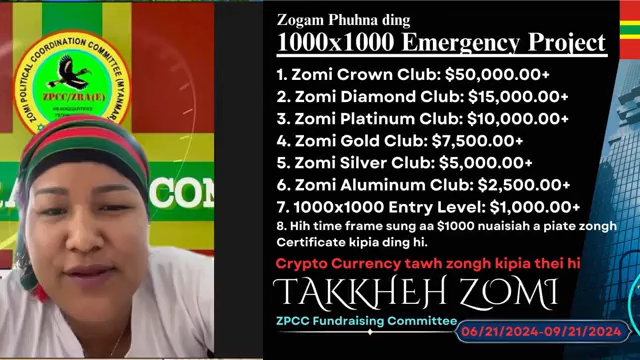 ZOMI POLITICAL COORDINATION COMMITTEE (MYANMAR)
ZPCC/ZRA(E)
HEADQUARTERS
COM
Zogam Phuhna ding
1000x1000 Emergency Project
1. Zomi Crown Club: $50,000.00+
2. Zomi Diamond Club: $15,000.00+
3. Zomi Platinum Club: $10,000.00+
4. Zomi Gold Club: $7,500.00+
5. Zomi Silver Club: $5,000.00+
6. Zomi Aluminum Club: $2,500.00+
7. 1000x1000 Entry Level: $1,000.00+
8. Hih time frame sung aa $1000 nuaisiah a piate zongh
Certificate kipia ding hi.
Crypto Currency tawh zongh kipia thei hi
TAKKHEH ZOMI
ZPCC Fundraising Committee
06/21/2024-09/21/2024